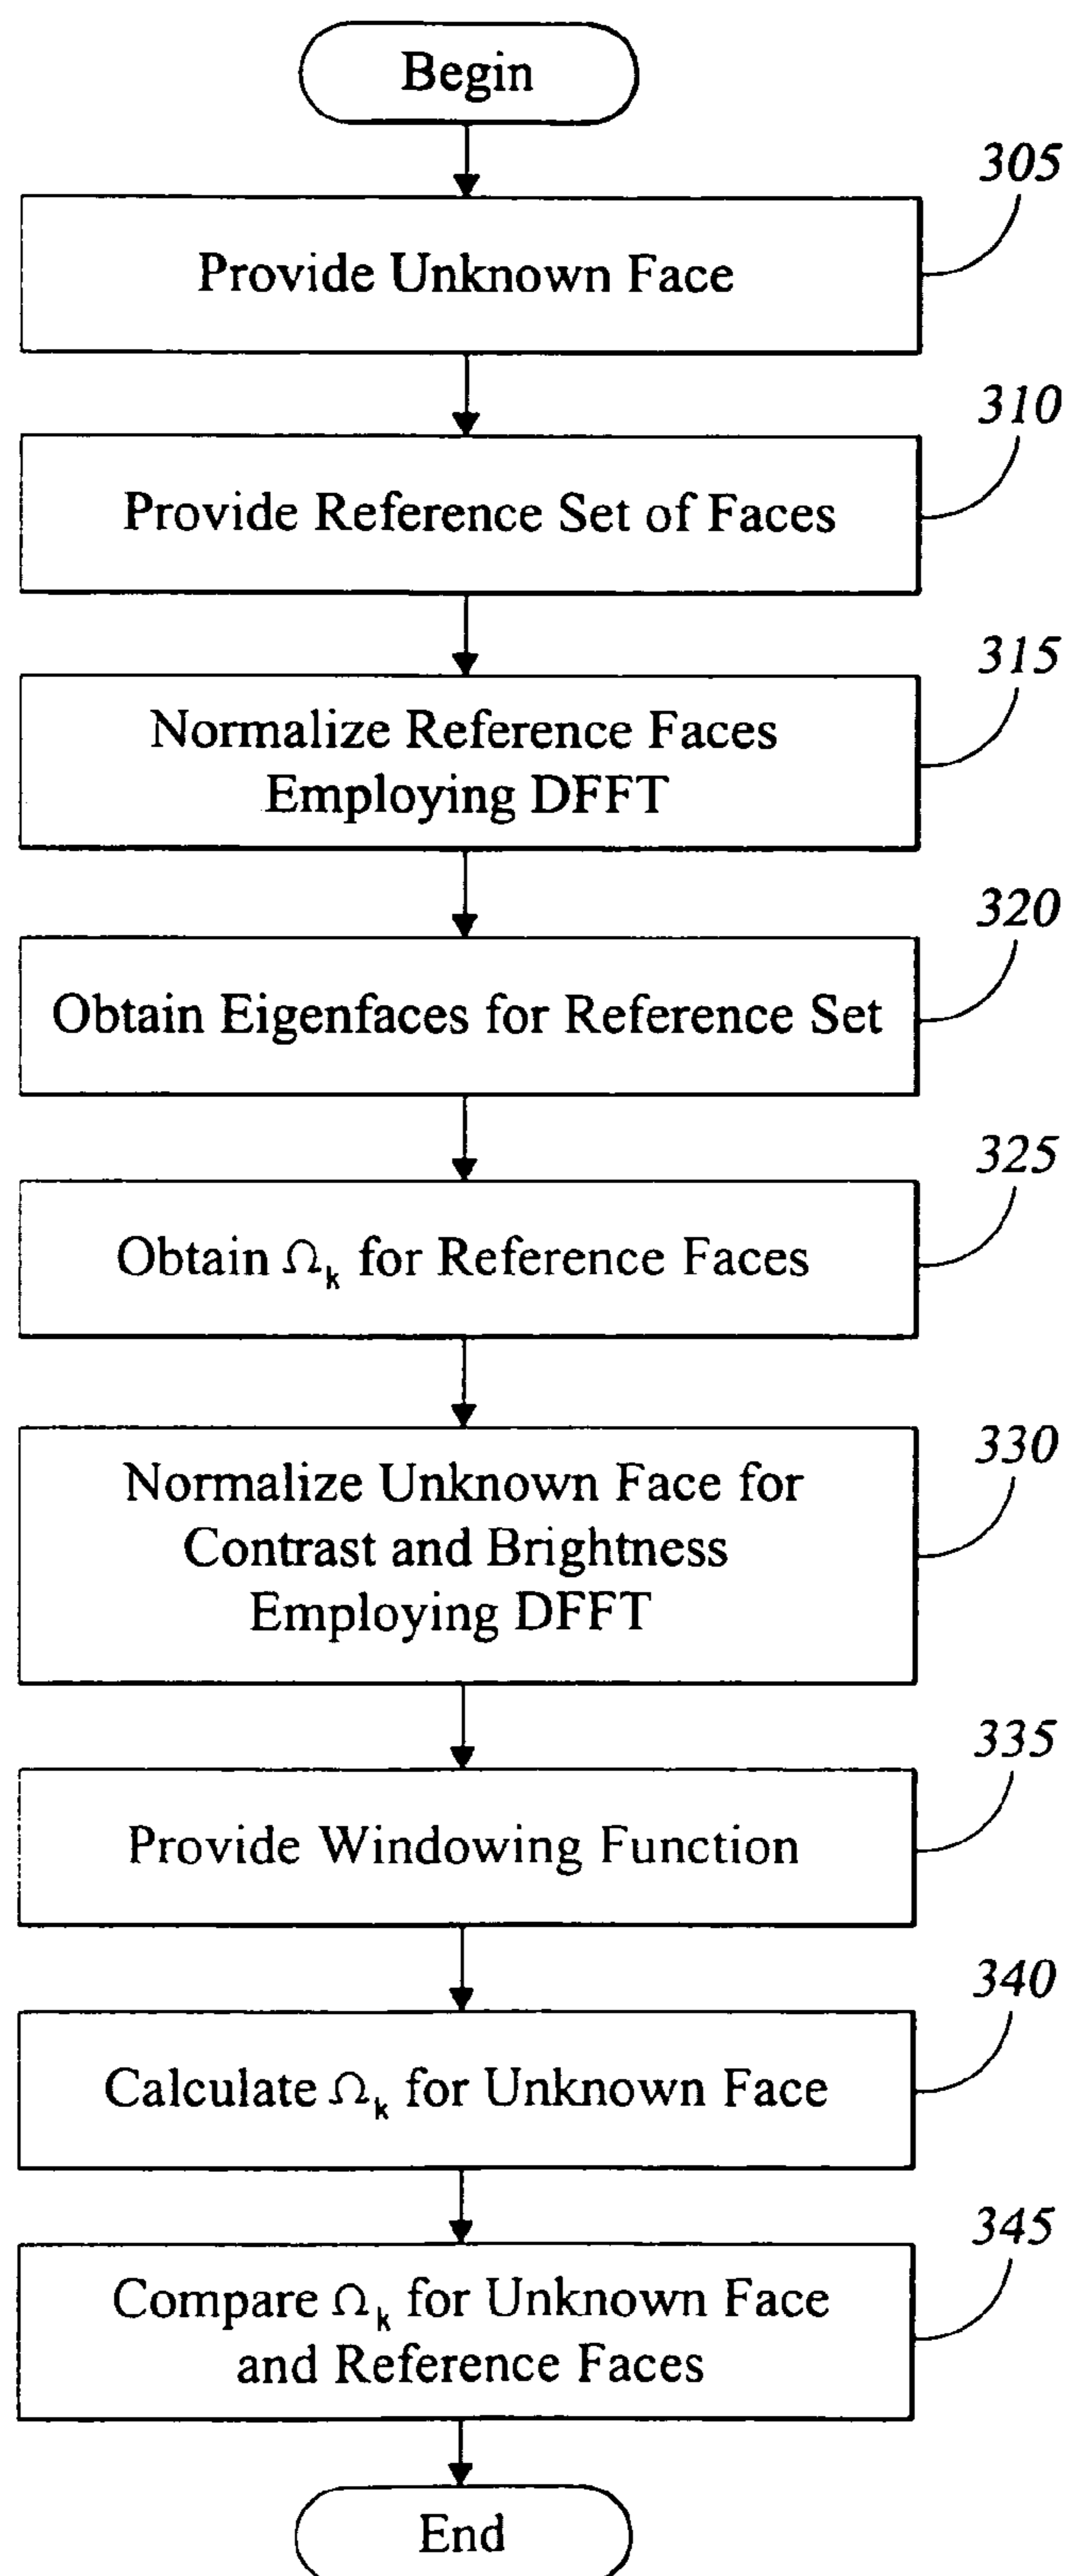 Begin
305
Provide Unknown Face
310
Provide Reference Set of Faces
315
Normalize Reference Faces
Employing DFFT
320
Obtain Eigenfaces for Reference Set
325
Obtain Ωk for Reference Faces
330
Normalize Unknown Face for
Contrast and Brightness
Employing DFFT
335
Provide Windowing Function
340
Calculate Ωk for Unknown Face
345
Compare Ωk for Unknown Face
and Reference Faces
End